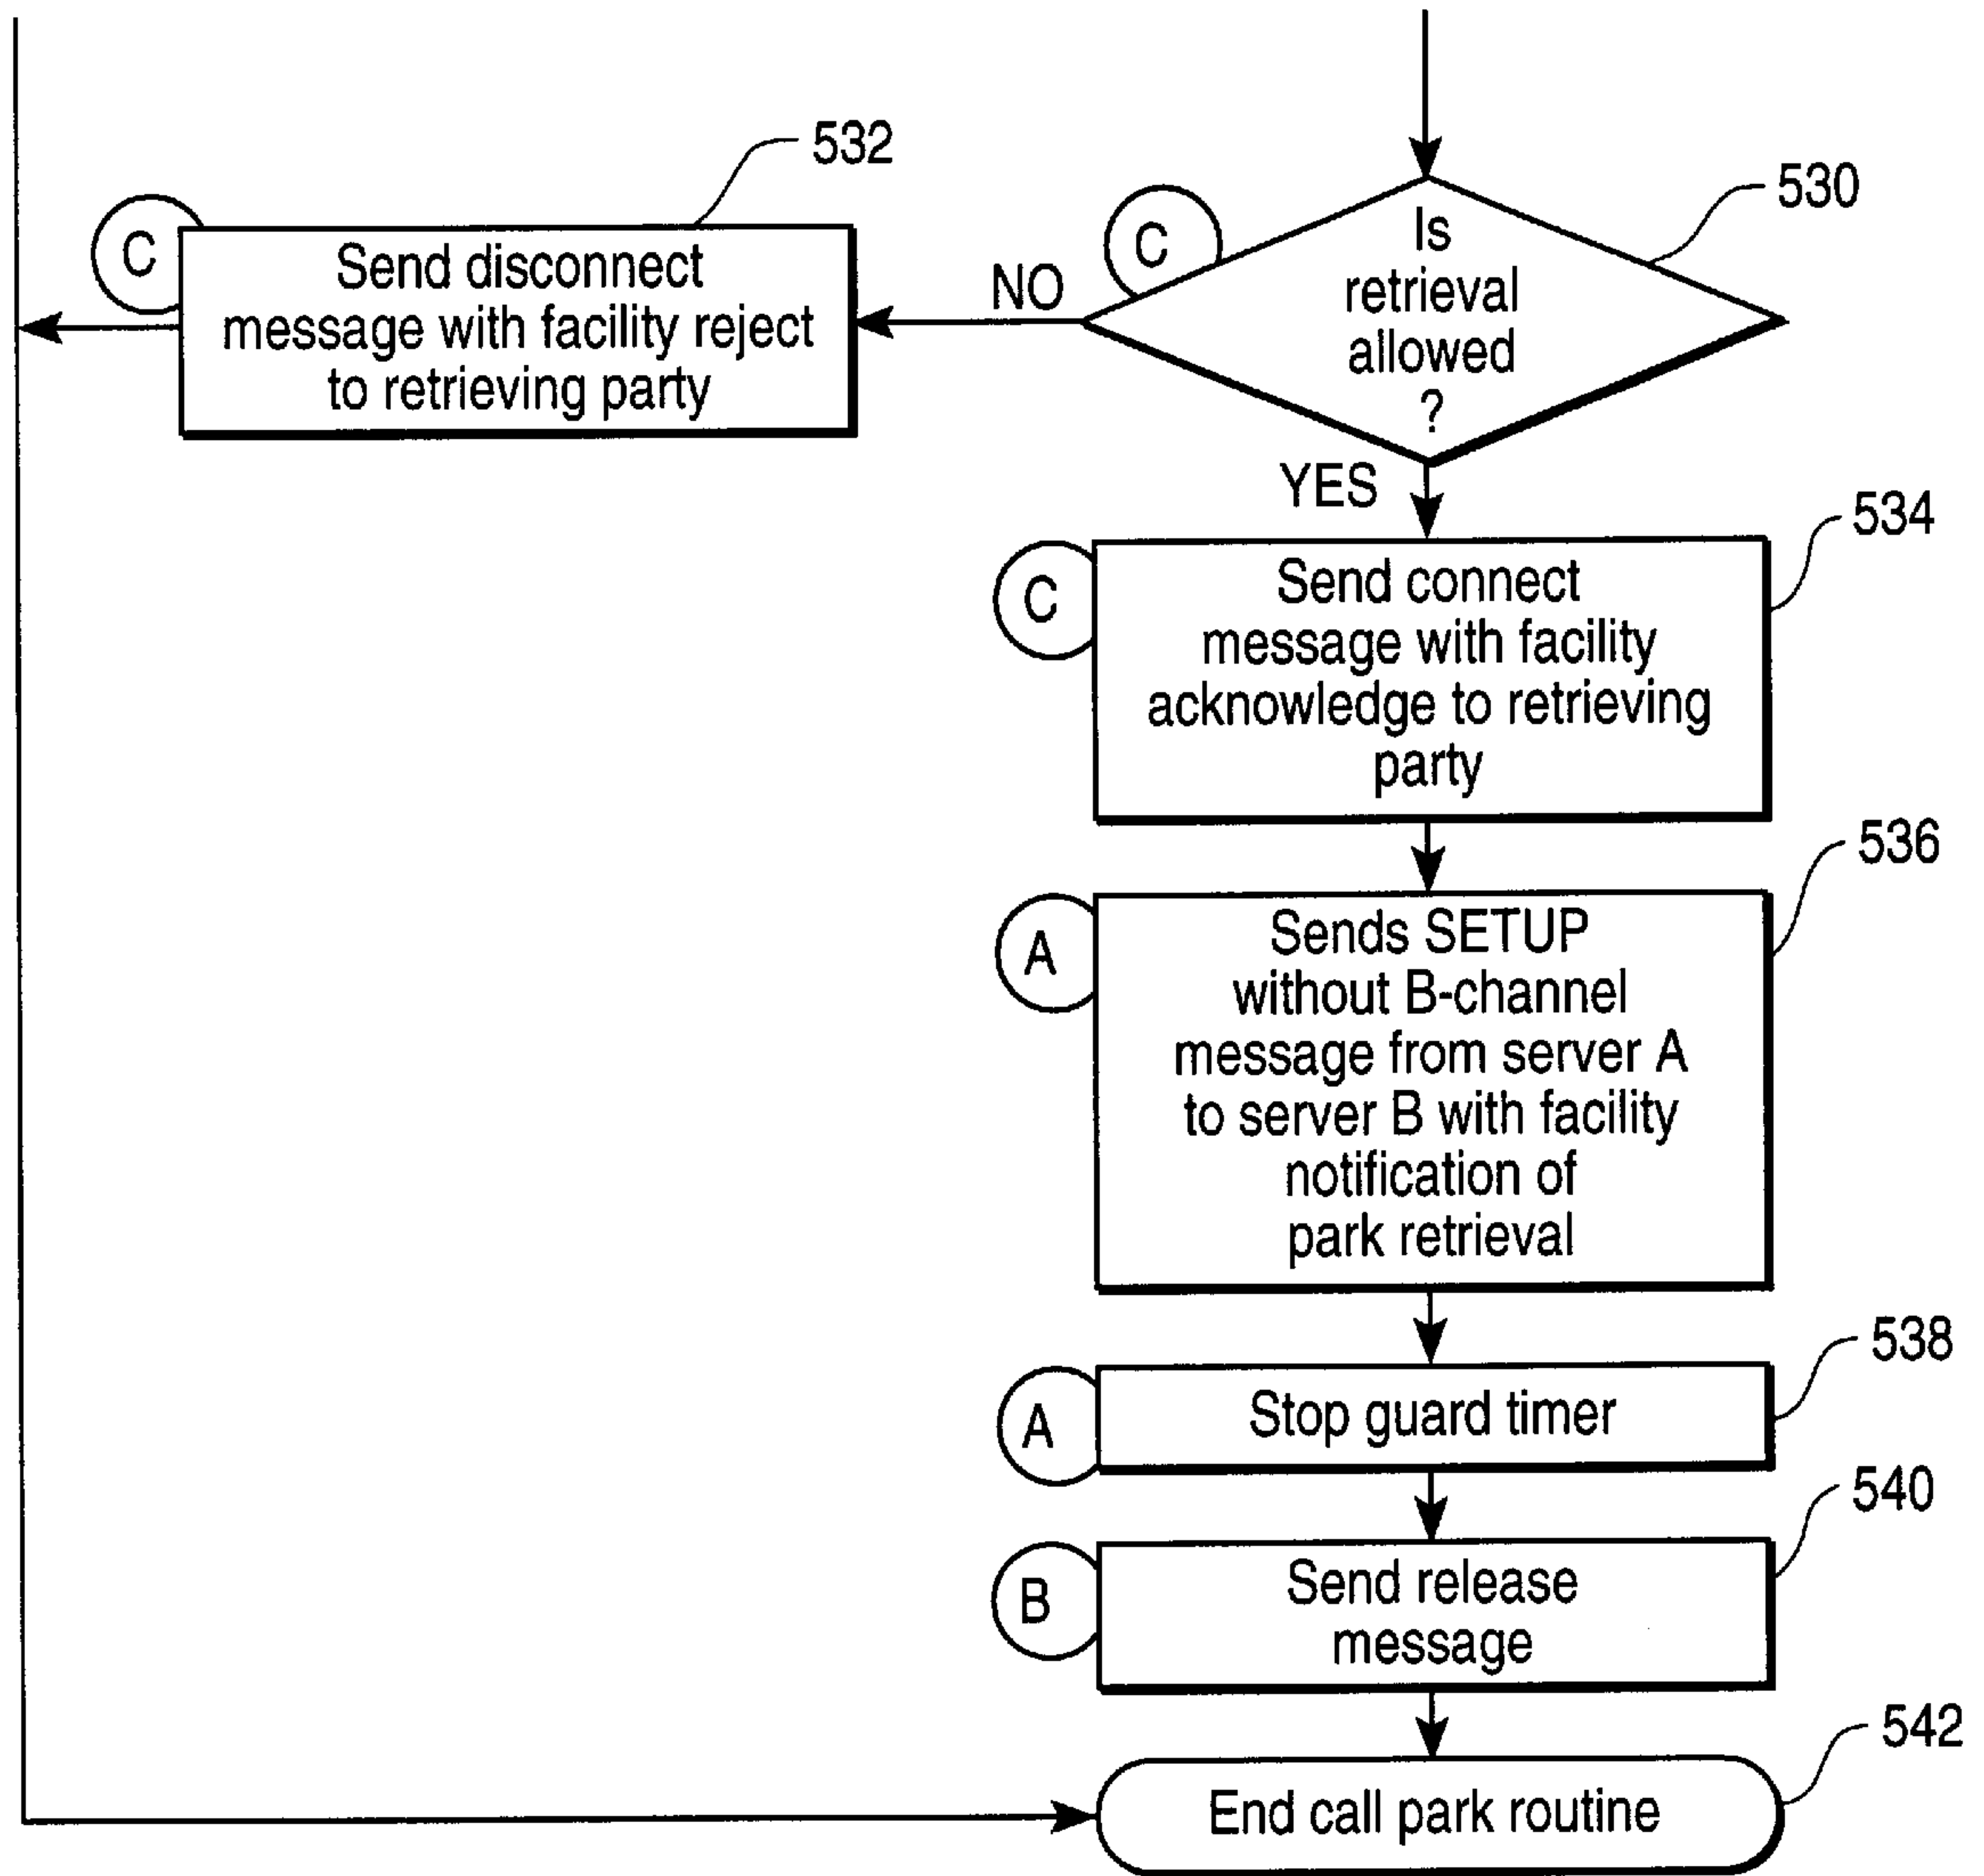 532
C
Send disconnect
message with facility reject
to retrieving party
NO
C
530
Is
retrieval
allowed
?
YES
534
C
Send connect
message with facility
acknowledge to retrieving
party
536
A
Sends SETUP
without B-channel
message from server A
to server B with facility
notification of
park retrieval
538
A
Stop guard timer
540
B
Send release
message
542
End call park routine